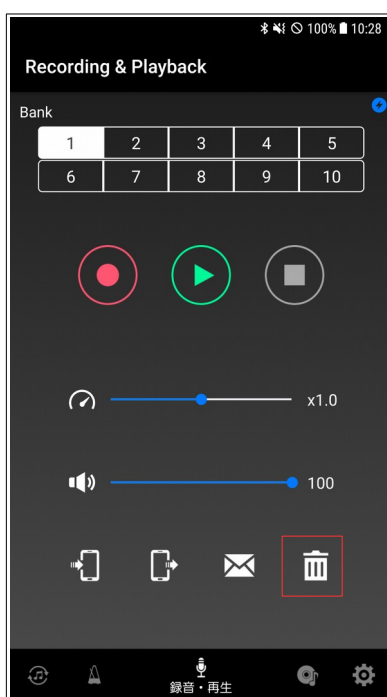 100% 10:28
Recording & Playback
Bank
1 2 3 4 5
6 7 8 9 10
x1.0
100
録音・再生